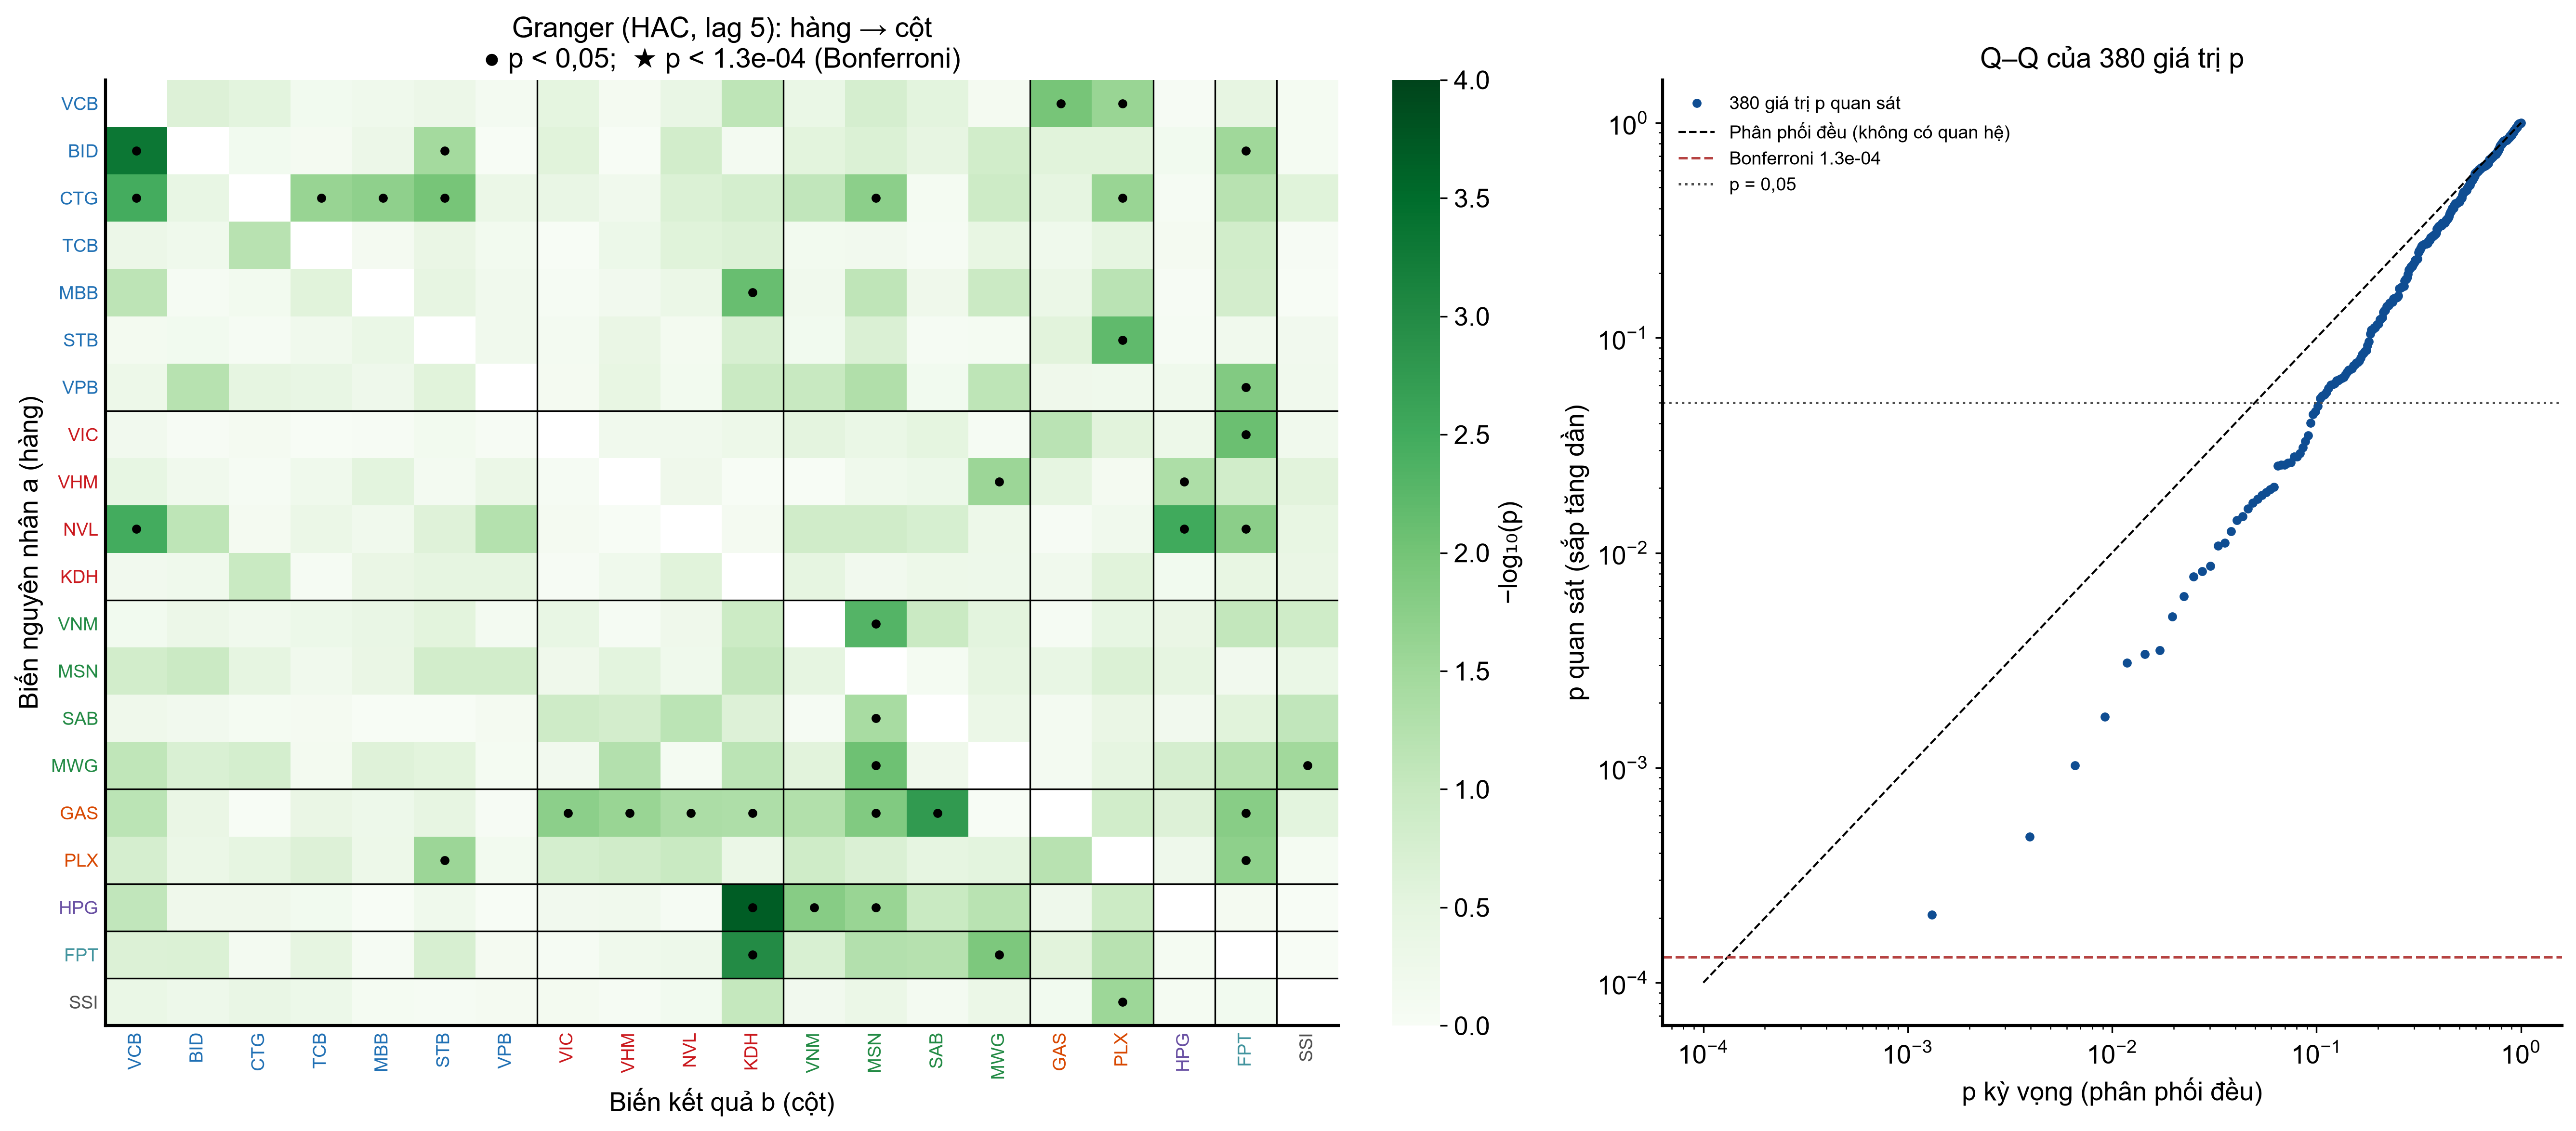 Granger (HAC, lag 5): hàng → cột
● p < 0,05; ★ p < 1.3e-04 (Bonferroni)
Biến nguyên nhân a (hàng)
VCB
BID
CTG
TCB
MBB
STB
VPB
VIC
VHM
NVL
KDH
VNM
MSN
SAB
MWG
GAS
PLX
HPG
FPT
SSI
VCB BID CTG TCB MBB STB VPB VIC VHM NVL KDH VNM MSN SAB MWG GAS PLX HPG FPT SSI
Biến kết quả b (cột)
4.0
3.5
3.0
2.5
2.0
1.5
1.0
0.5
0.0
−log₁₀(p)
Q–Q của 380 giá trị p
380 giá trị p quan sát
Phân phối đều (không có quan hệ)
Bonferroni 1.3e-04
p = 0,05
p quan sát (sắp tăng dần)
10⁰
10⁻¹
10⁻²
10⁻³
10⁻⁴
10⁻⁴ 10⁻³ 10⁻² 10⁻¹ 10⁰
p kỳ vọng (phân phối đều)